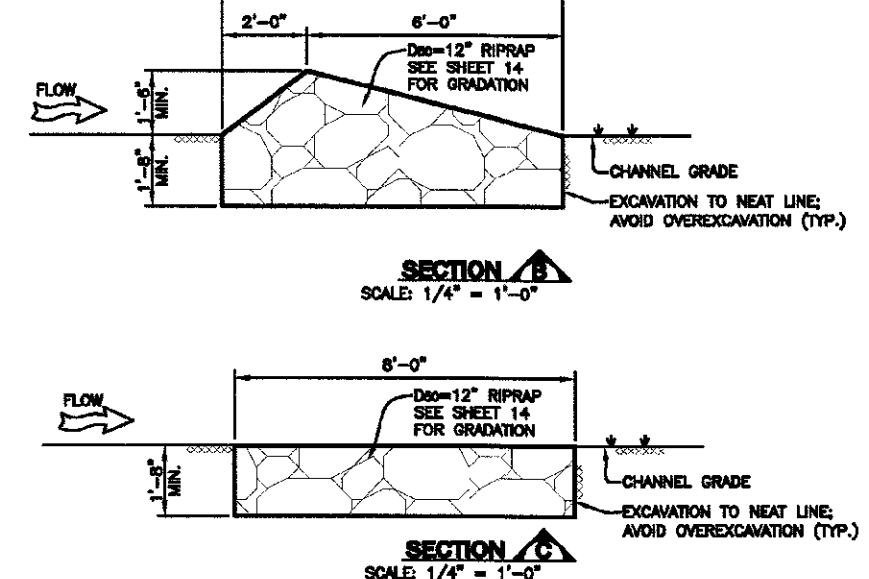 2'-0"
6'-0"
D50=12" RIPRAP
SEE SHEET 14
FOR GRADATION
FLOW
1'-6"
MIN.
1'-8"
MIN.
CHANNEL GRADE
EXCAVATION TO NEAT LINE;
AVOID OVEREXCAVATION (TYP.)
SECTION B
SCALE: 1/4" = 1'-0"
8'-0"
D50=12" RIPRAP
SEE SHEET 14
FOR GRADATION
FLOW
1'-8"
MIN.
CHANNEL GRADE
EXCAVATION TO NEAT LINE;
AVOID OVEREXCAVATION (TYP.)
SECTION C
SCALE: 1/4" = 1'-0"